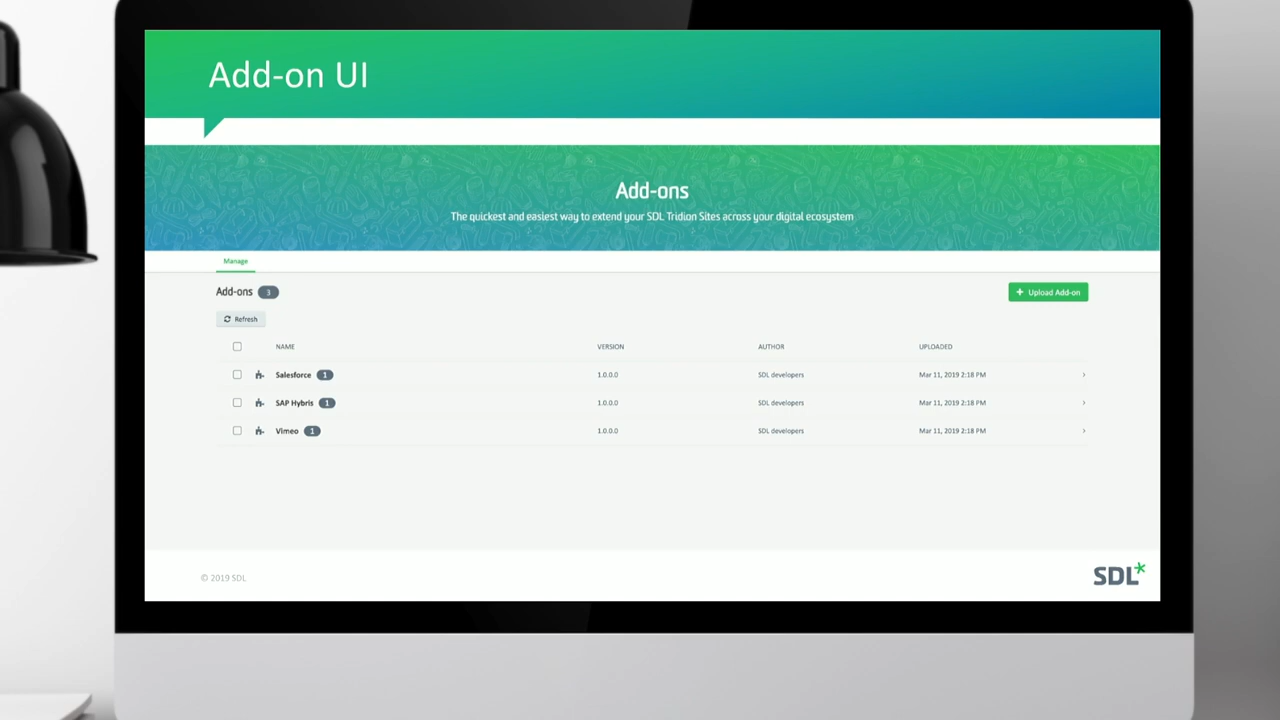 Add-on UI
Add-ons
The quickest and easiest way to extend your SDL Tridion Sites across your digital ecosystem
Manage
Add-ons 3
+ Upload Add-on
Refresh
NAME VERSION AUTHOR UPLOADED
Salesforce 1 1.0.0.0 SDL developers Mar 11, 2019 2:18 PM
SAP Hybris 1 1.0.0.0 SDL developers Mar 11, 2019 2:18 PM
Vimeo 1 1.0.0.0 SDL developers Mar 11, 2019 2:18 PM
© 2019 SDL
SDL*